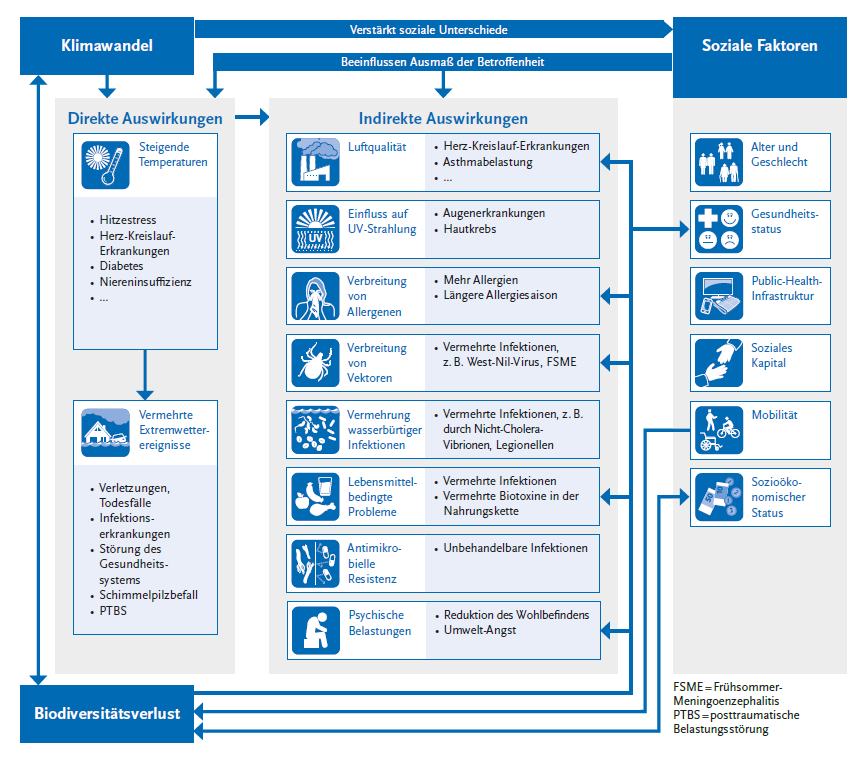 Klimawandel
Verstärkt soziale Unterschiede
Soziale Faktoren
Beeinflussen Ausmaß der Betroffenheit
Direkte Auswirkungen
Steigende
Temperaturen
• Hitzestress
• Herz-Kreislauf-
Erkrankungen
• Diabetes
• Niereninsuffizienz
• ...
Vermehrte
Extremwetter-
ereignisse
• Verletzungen,
Todesfälle
• Infektions-
erkrankungen
• Störung des
Gesundheits-
systems
• Schimmelpilzbefall
• PTBS
Indirekte Auswirkungen
Luftqualität
• Herz-Kreislauf-Erkrankungen
• Asthmabelastung
• ...
UV
Einfluss auf
UV-Strahlung
• Augenerkrankungen
• Hautkrebs
Verbreitung
von
Allergenen
• Mehr Allergien
• Längere Allergiesaison
Verbreitung
von
Vektoren
• Vermehrte Infektionen,
z. B. West-Nil-Virus, FSME
Vermehrung
wasserbürtiger
Infektionen
• Vermehrte Infektionen, z. B.
durch Nicht-Cholera-
Vibrionen, Legionellen
Lebensmittel-
bedingte
Probleme
• Vermehrte Infektionen
• Vermehrte Biotoxine in der
Nahrungskette
Antimikro-
bielle
Resistenz
• Unbehandelbare Infektionen
Psychische
Belastungen
• Reduktion des Wohlbefindens
• Umwelt-Angst
Alter und
Geschlecht
Gesundheits-
status
Public-Health-
Infrastruktur
Soziales
Kapital
Mobilität
Sozioöko-
nomischer
Status
Biodiversitätsverlust
FSME = Frühsommer-
Meningoenzephalitis
PTBS = posttraumatische
Belastungsstörung